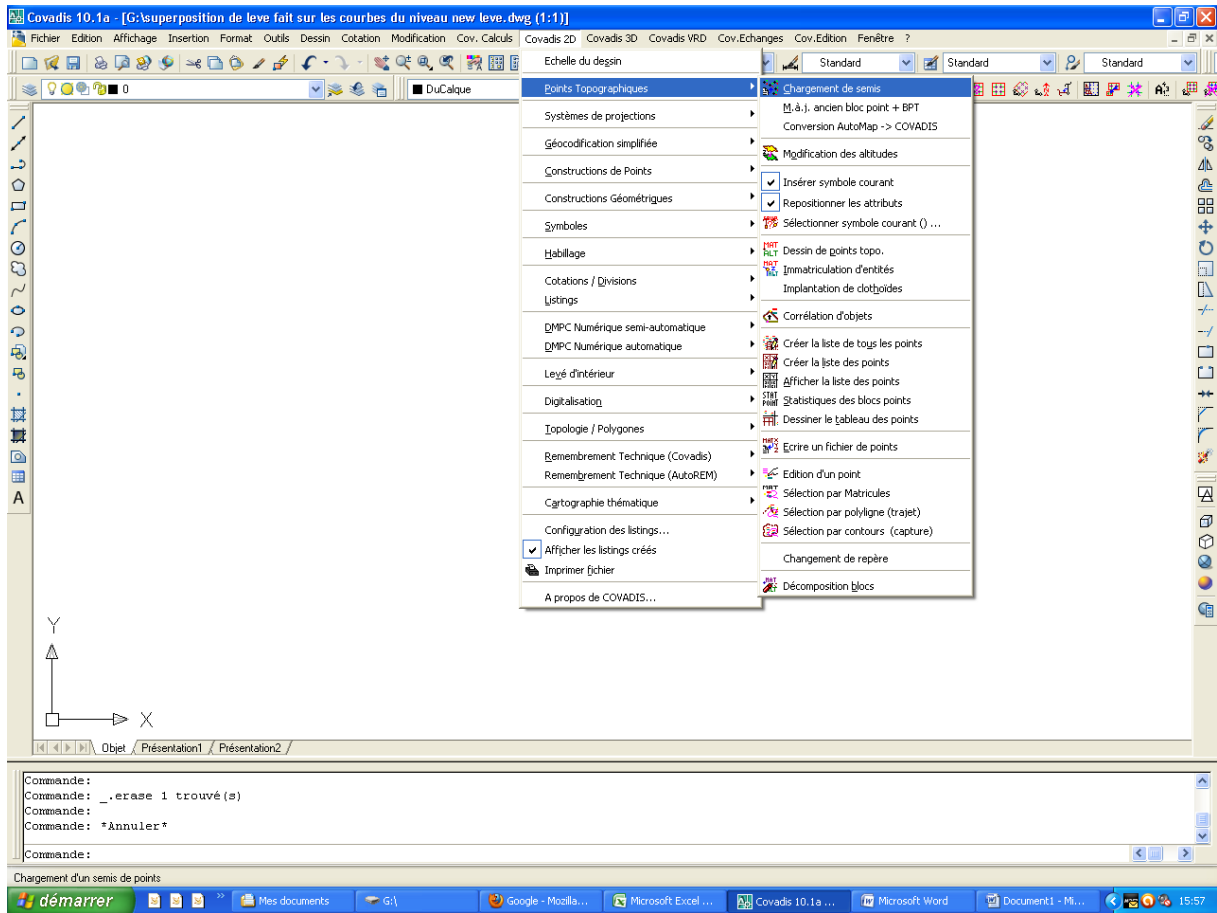 Covadis 10.1a - [G:\superposition de leve fait sur les courbes du niveau new leve.dwg (1:1)]
Fichier Edition Affichage Insertion Format Outils Dessin Cotation Modification Cov. Calculs Covadis 2D Covadis 3D Covadis VRD Cov.Echanges Cov.Edition Fenêtre ?
Standard Standard Standard
0 DuCalque
Echelle du dessin
Points Topographiques
Systèmes de projections
Géocodification simplifiée
Constructions de Points
Constructions Géométriques
Symboles
Habillage
Cotations / Divisions
Listings
DMPC Numérique semi-automatique
DMPC Numérique automatique
Levé d'intérieur
Digitalisation
Topologie / Polygones
Remembrement Technique (Covadis)
Remembrement Technique (AutoREM)
Cartographie thématique
Configuration des listings...
Afficher les listings créés
Imprimer fichier
A propos de COVADIS...
Chargement de semis
M.à.j. ancien bloc point + BPT
Conversion AutoMap -> COVADIS
Modification des altitudes
Insérer symbole courant
Repositionner les attributs
Sélectionner symbole courant () ...
Dessin de points topo.
Immatriculation d'entités
Implantation de clothoïdes
Corrélation d'objets
Créer la liste de tous les points
Créer la liste des points
Afficher la liste des points
Statistiques des blocs points
Dessiner le tableau des points
Ecrire un fichier de points
Edition d'un point
Sélection par Matricules
Sélection par polyligne (trajet)
Sélection par contours (capture)
Changement de repère
Décomposition blocs
A
Y
X
Objet Présentation1 Présentation2
Commande:
Commande: _.erase 1 trouvé(s)
Commande:
Commande: *Annuler*
Commande:
Chargement d'un semis de points
démarrer Mes documents G:\ Google - Mozilla... Microsoft Excel ... Covadis 10.1a ... Microsoft Word Document1 - Mi... 15:57